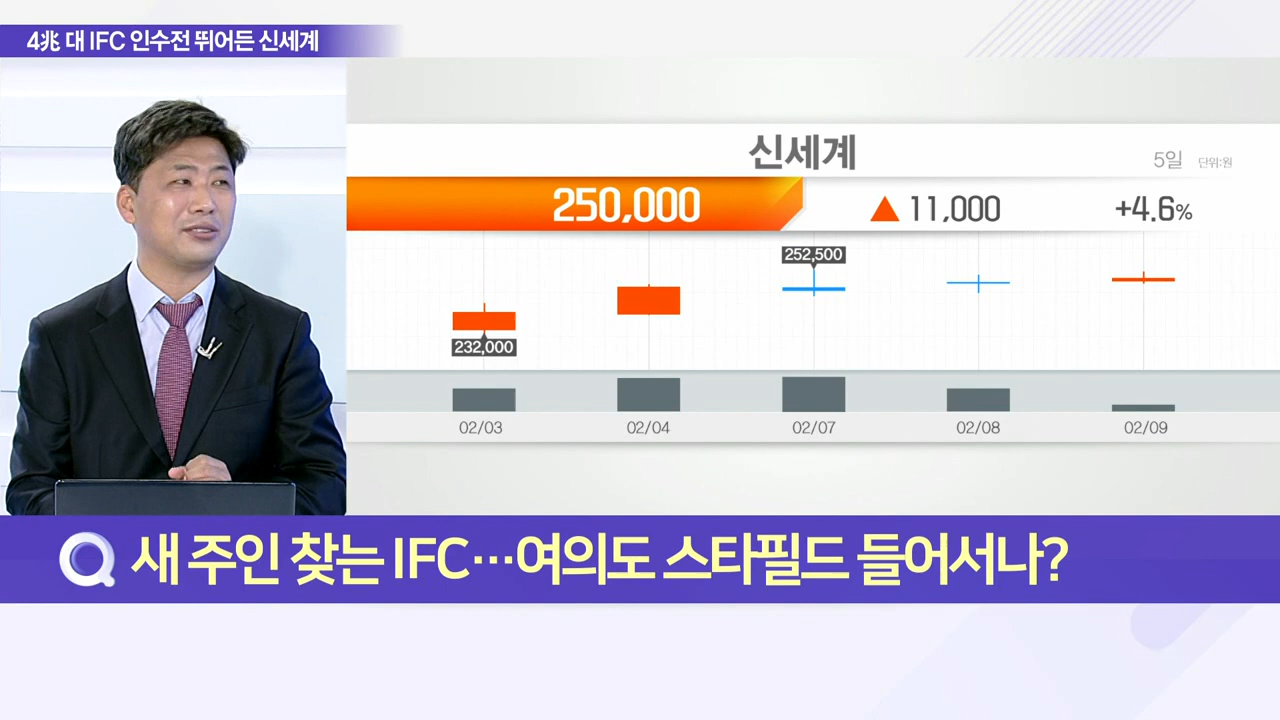 4兆 대 IFC 인수전 뛰어든 신세계
신세계
5일 단위:원
250,000 ▲ 11,000 +4.6%
252,500
232,000
02/03 02/04 02/07 02/08 02/09
Q 새 주인 찾는 IFC…여의도 스타필드 들어서나?